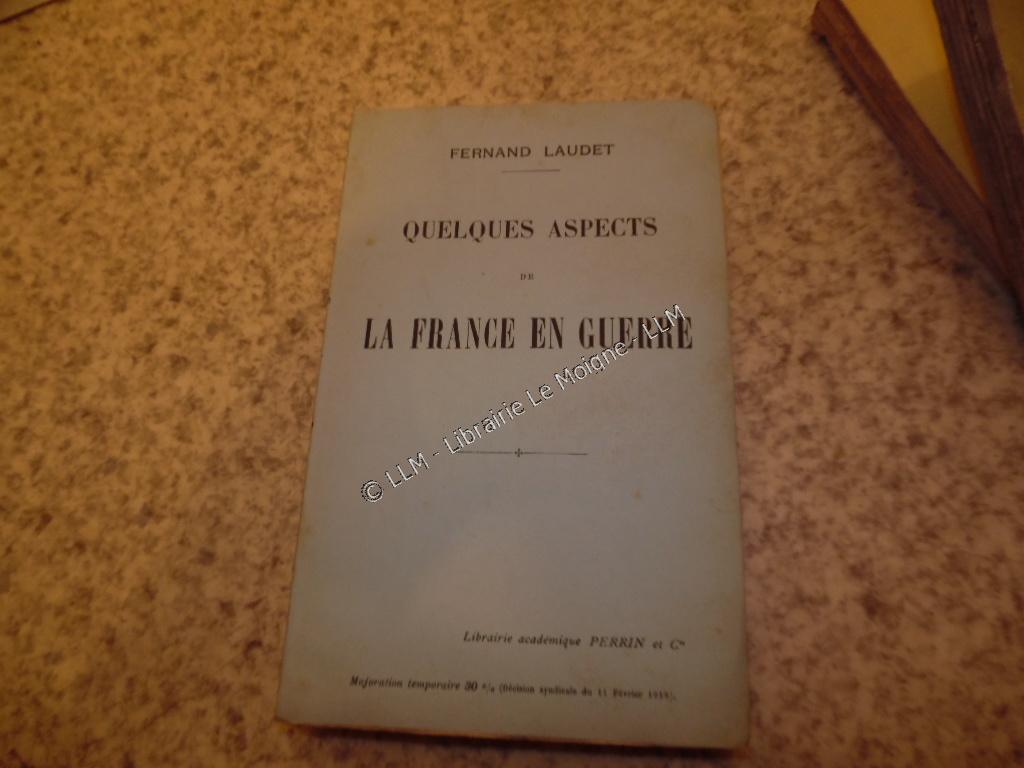 FERNAND LAUDET
QUELQUES ASPECTS
DE
LA FRANCE EN GUERRE
© LLM - Librairie Le Moigne - LLM
Librairie académique PERRIN et Cie
Majoration temporaire 30 % (Décision syndicale du 11 Février 1918).